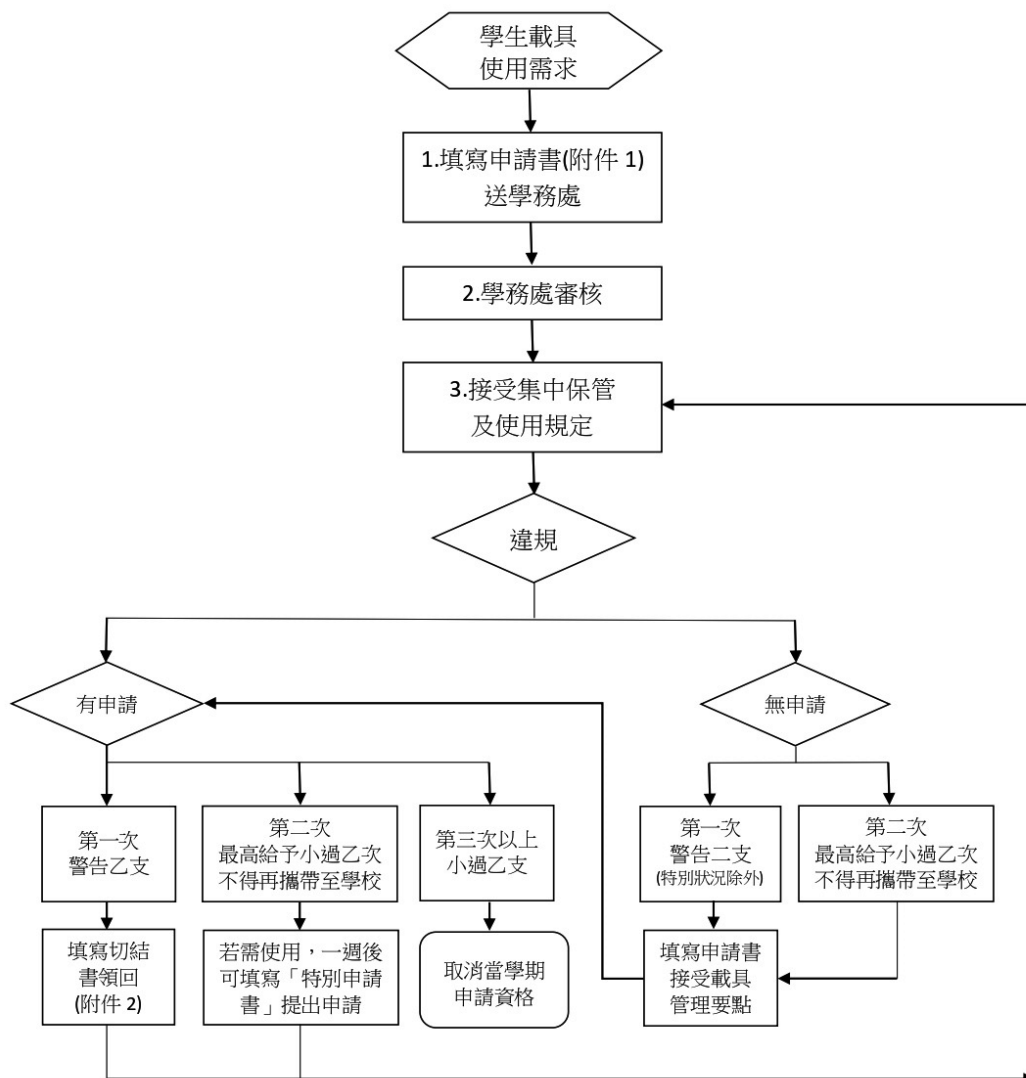 學生載具
使用需求
1.填寫申請書(附件 1)
送學務處
2.學務處審核
3.接受集中保管
及使用規定
違規
有申請
無申請
第一次
警告乙支
第二次
最高給予小過乙次
不得再攜帶至學校
第三次以上
小過乙支
第一次
警告二支
(特別狀況除外)
第二次
最高給予小過乙次
不得再攜帶至學校
填寫切結
書領回
(附件 2)
若需使用，一週後
可填寫「特別申請
書」提出申請
取消當學期
申請資格
填寫申請書
接受載具
管理要點